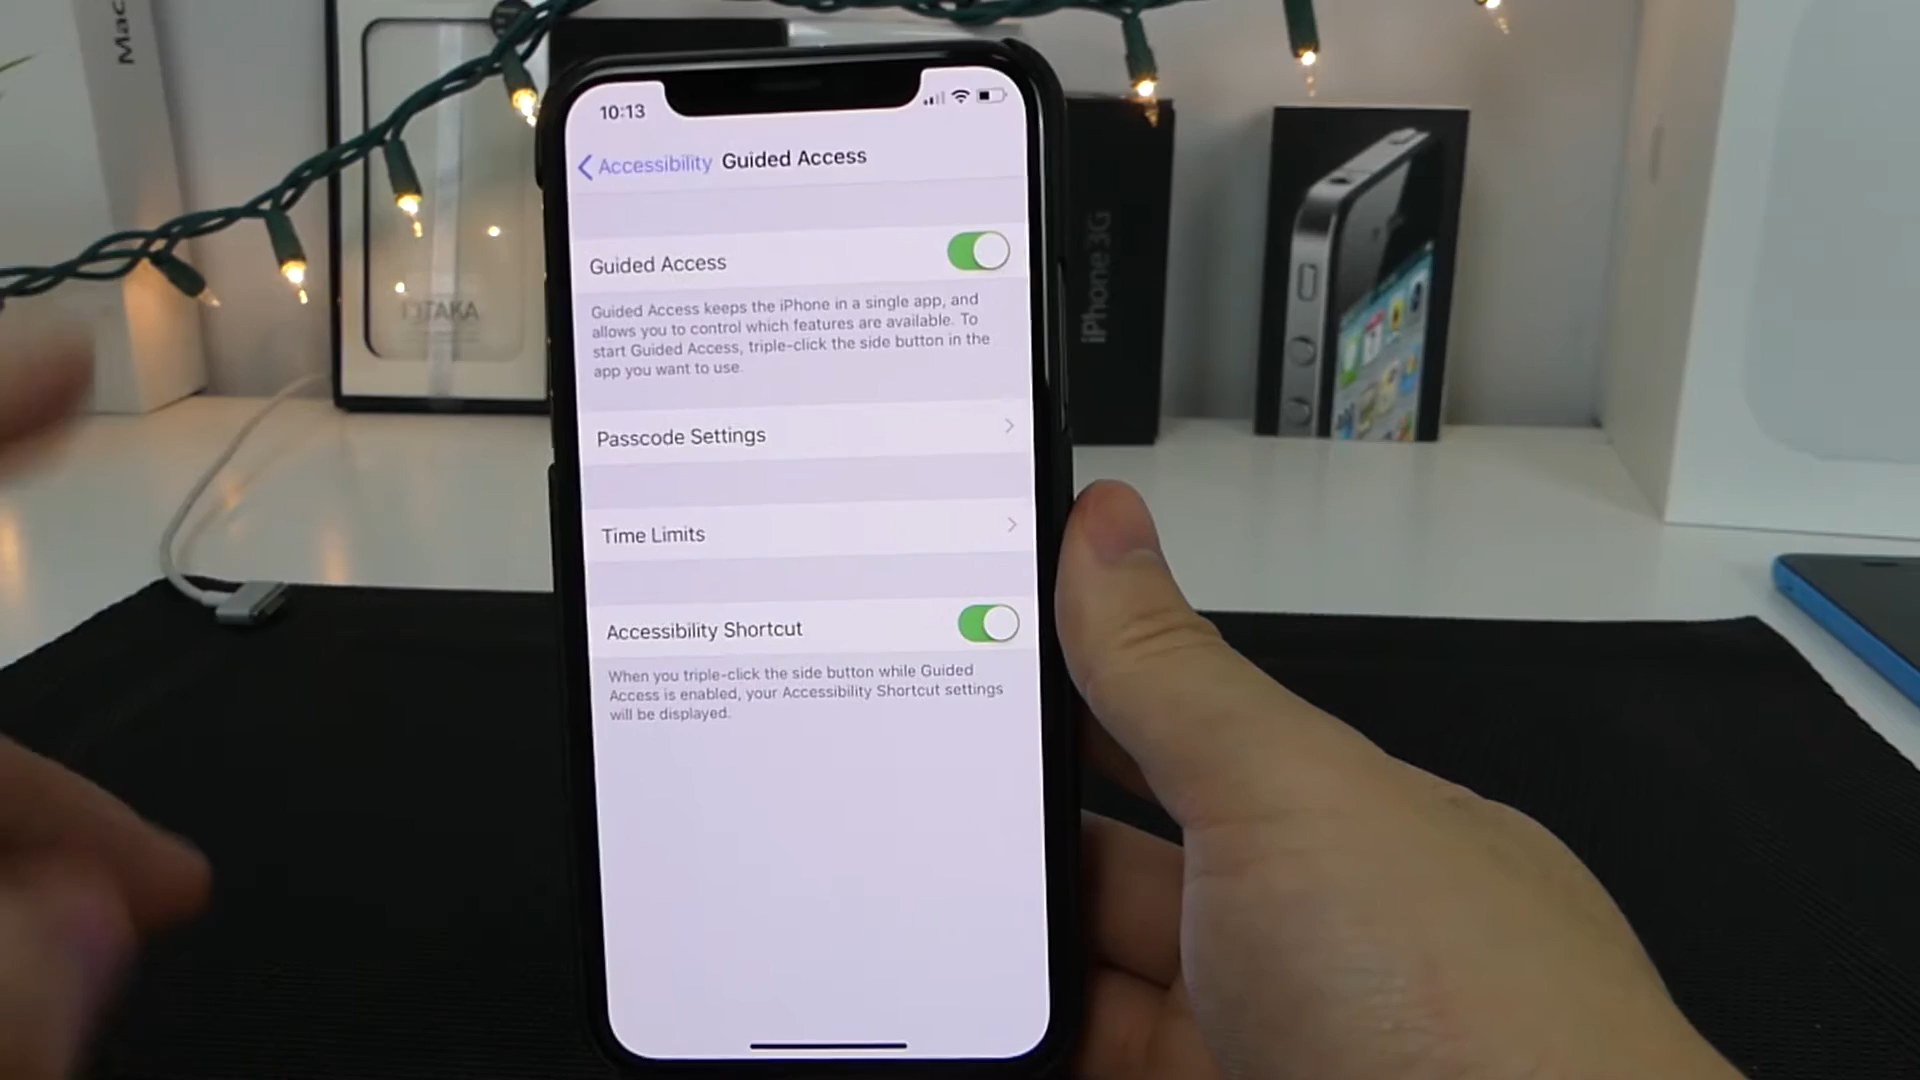 Mac
10:13
Accessibility Guided Access
Guided Access
Guided Access keeps the iPhone in a single app, and
allows you to control which features are available. To
start Guided Access, triple-click the side button in the
app you want to use.
Passcode Settings
Time Limits
Accessibility Shortcut
When you triple-click the side button while Guided
Access is enabled, your Accessibility Shortcut settings
will be displayed.
iPhone 3G